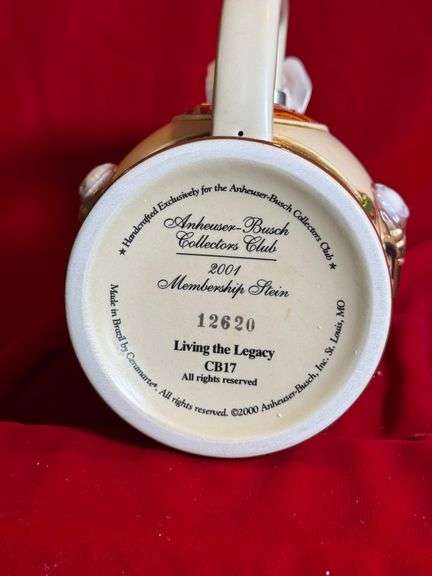 ★ Handcrafted Exclusively for the Anheuser-Busch Collectors Club ★
Anheuser-Busch
Collectors Club
2001
Membership Stein
12620
Living the Legacy
CB17
All rights reserved
Made in Brazil by Ceramarte®. All rights reserved. ©2000 Anheuser-Busch, Inc. St. Louis, MO